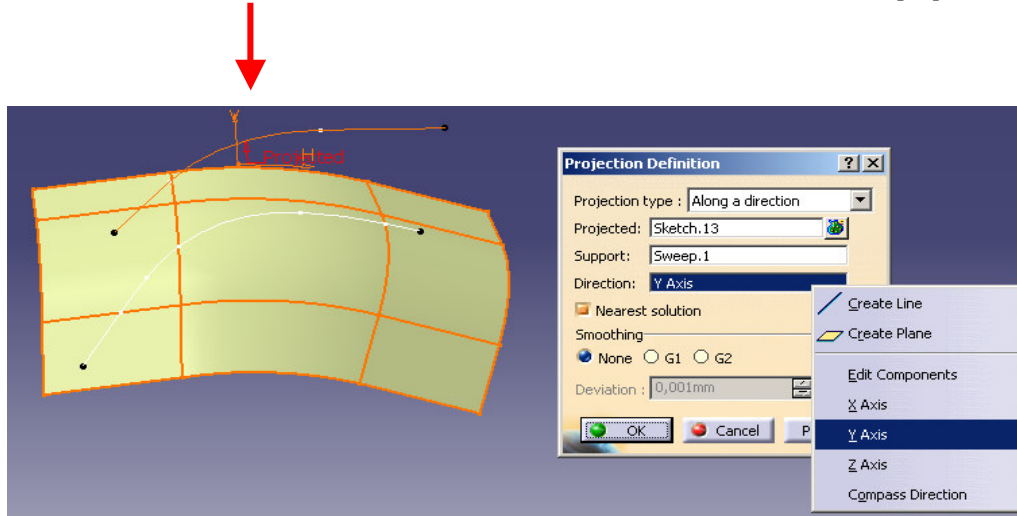 Y
Projected
H
Projection Definition
Projection type : Along a direction
Projected: Sketch.13
Support: Sweep.1
Direction: Y Axis
Nearest solution
Smoothing
None G1 G2
Deviation : 0,001mm
OK Cancel P
Create Line
Create Plane
Edit Components
X Axis
Y Axis
Z Axis
Compass Direction